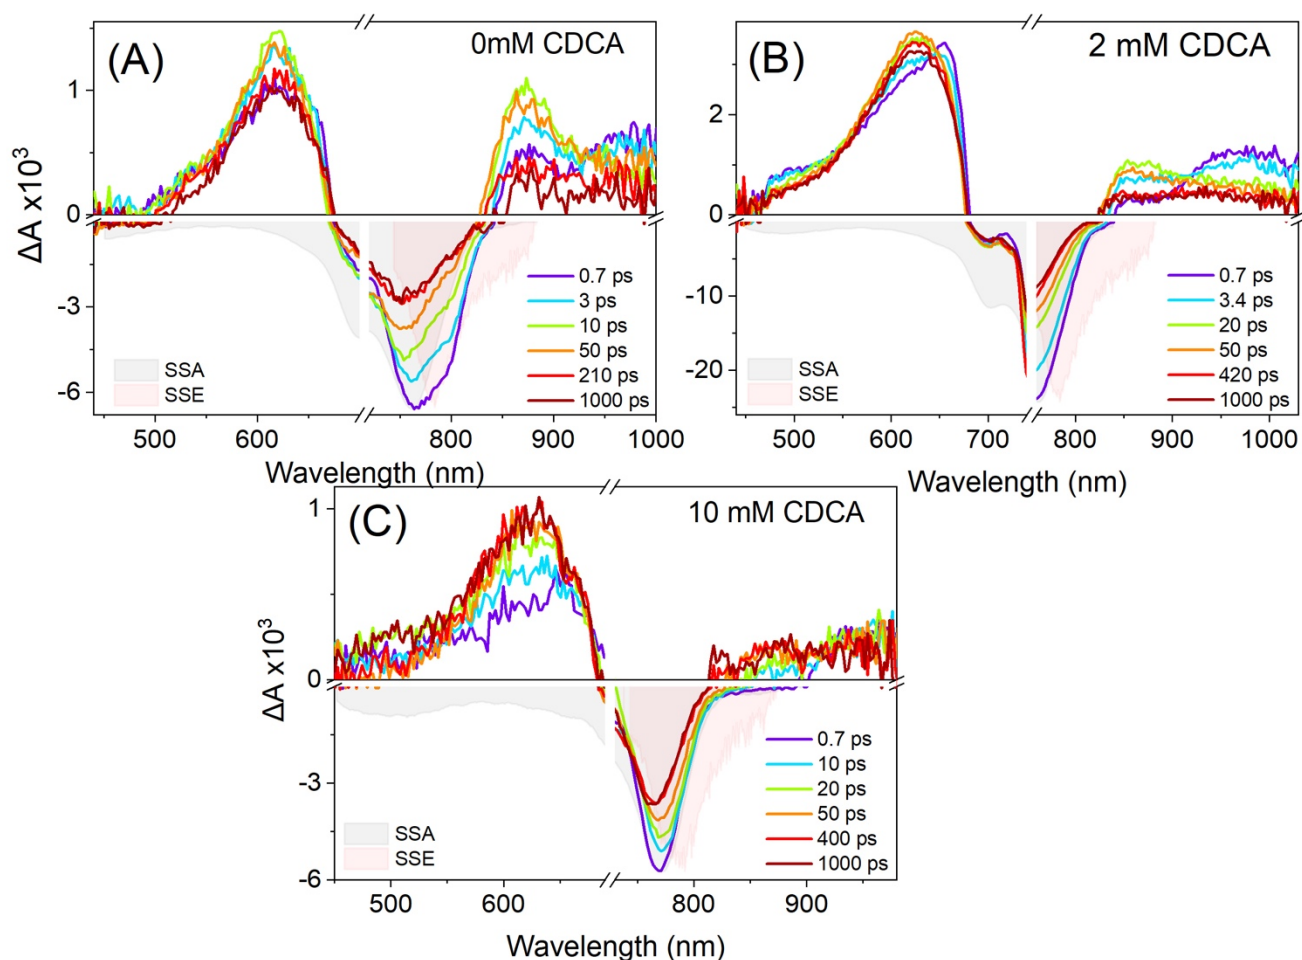 (A)
0mM CDCA
ΔA x10³
1
0
-3
-6
0.7 ps
3 ps
10 ps
50 ps
210 ps
1000 ps
SSA
SSE
500
600
800
900
1000
Wavelength (nm)
(B)
2 mM CDCA
2
0
-10
-20
0.7 ps
3.4 ps
20 ps
50 ps
420 ps
1000 ps
SSA
SSE
500
600
700
800
900
1000
Wavelength (nm)
(C)
10 mM CDCA
ΔA x10³
1
0
0
-3
-6
0.7 ps
10 ps
20 ps
50 ps
400 ps
1000 ps
SSA
SSE
500
600
800
900
Wavelength (nm)